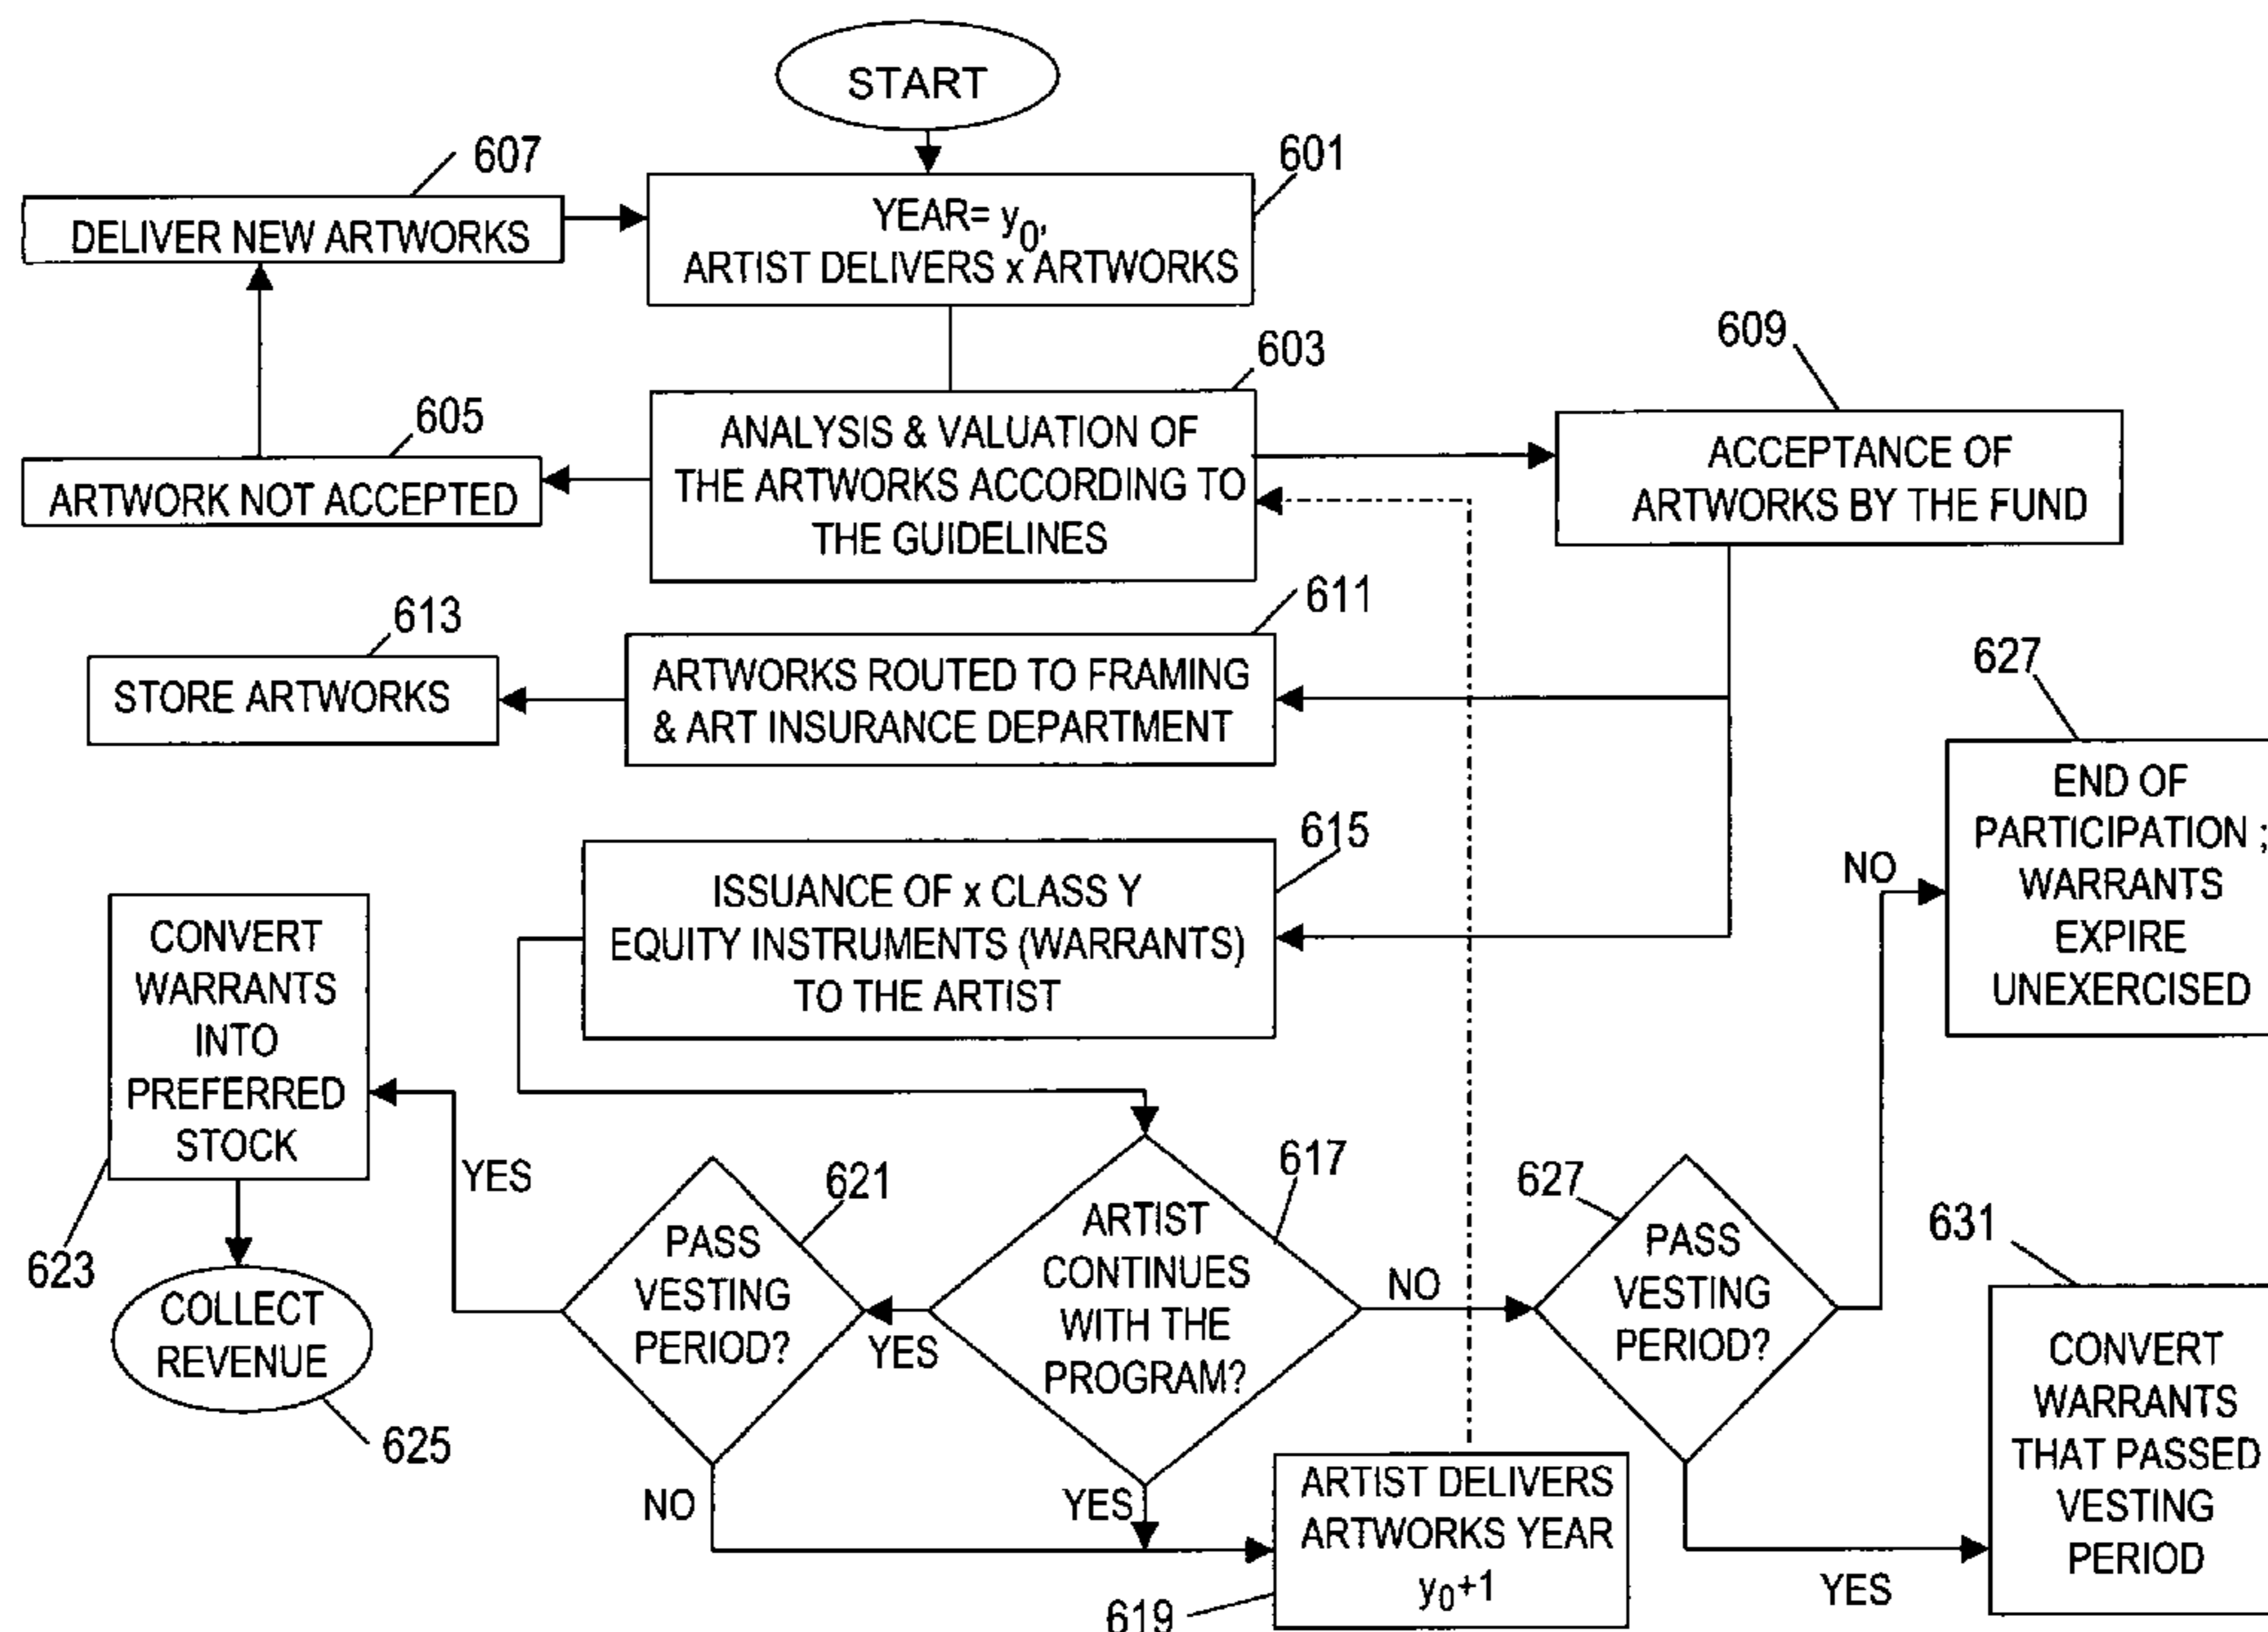 START
607
601
DELIVER NEW ARTWORKS
YEAR= y0,
ARTIST DELIVERS x ARTWORKS
603
609
605
ARTWORK NOT ACCEPTED
ANALYSIS & VALUATION OF
THE ARTWORKS ACCORDING TO
THE GUIDELINES
ACCEPTANCE OF
ARTWORKS BY THE FUND
613
611
STORE ARTWORKS
ARTWORKS ROUTED TO FRAMING
& ART INSURANCE DEPARTMENT
627
END OF
PARTICIPATION ;
WARRANTS
EXPIRE
UNEXERCISED
NO
615
ISSUANCE OF x CLASS Y
EQUITY INSTRUMENTS (WARRANTS)
TO THE ARTIST
CONVERT
WARRANTS
INTO
PREFERRED
STOCK
623
YES
621
PASS
VESTING
PERIOD?
YES
617
ARTIST
CONTINUES
WITH THE
PROGRAM?
NO
627
PASS
VESTING
PERIOD?
631
CONVERT
WARRANTS
THAT PASSED
VESTING
PERIOD
COLLECT
REVENUE
625
NO
YES
ARTIST DELIVERS
ARTWORKS YEAR
y0+1
619
YES